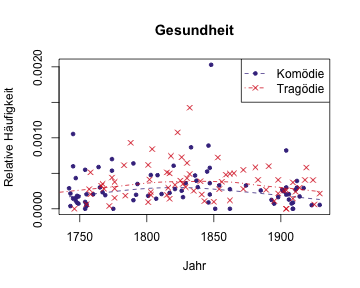 Gesundheit
Komödie
Tragödie
Relative Häufigkeit
0.0020
0.0010
0.0000
1750 1800 1850 1900
Jahr